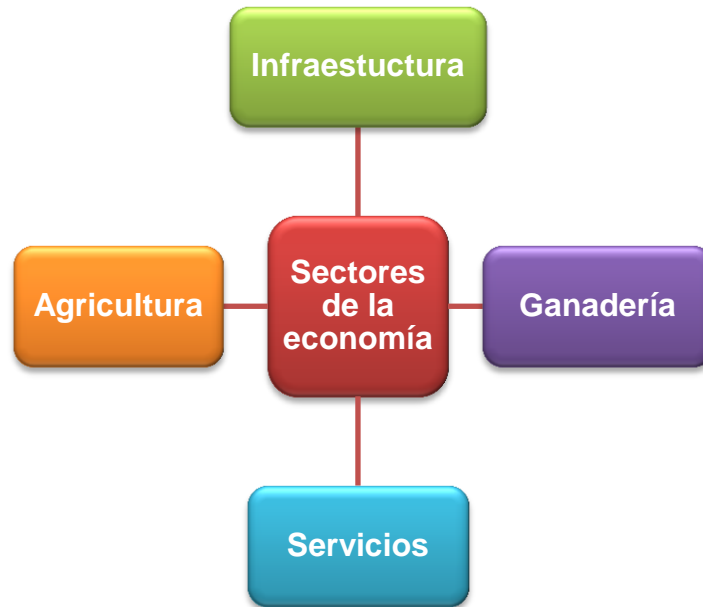 Infraestuctura
Agricultura
Sectores
de la
economía
Ganadería
Servicios